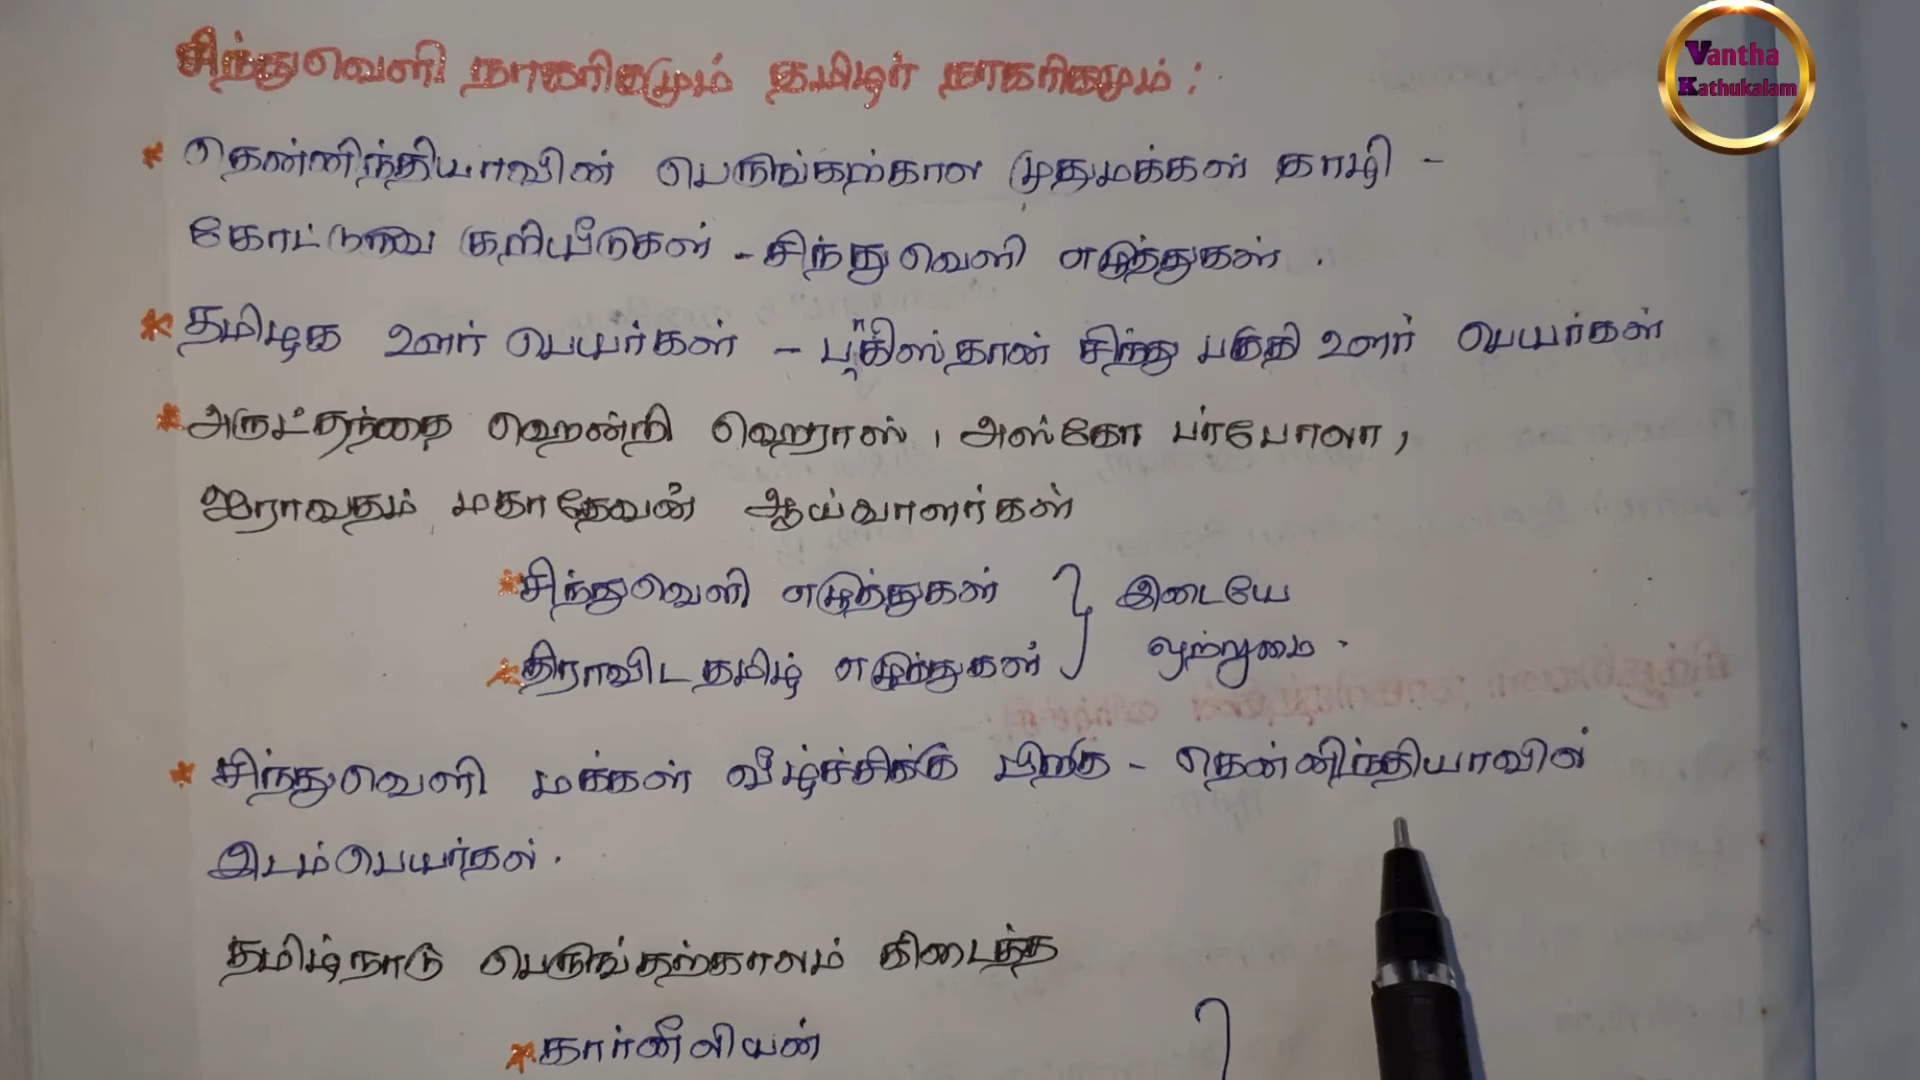 சிந்துவெளி நாகரிகமும் தமிழர் நாகரிகமும் :
Vantha
Kathukalam
* தென்னிந்தியாவின் பெருங்கற்கால முதுமக்கள் தாழி -
கோட்டுருவ குறியீடுகள் - சிந்துவெளி எழுத்துகள் .
* தமிழக ஊர் பெயர்கள் - பாகிஸ்தான் சிந்து பகுதி ஊர் பெயர்கள்
* அருட்தந்தை ஹென்றி ஹெராஸ் , அஸ்கோ பர்போலா ,
ஐராவதம் மகாதேவன் ஆய்வாளர்கள்
* சிந்துவெளி எழுத்துகள் } இடையே
* திராவிட தமிழ் எழுத்துகள் ஒற்றுமை .
* சிந்துவெளி மக்கள் வீழ்ச்சிக்கு பிறகு - தென்னிந்தியாவில்
இடம்பெயர்தல் .
தமிழ்நாடு பெருங்கற்காலம் கிடைத்த
* கார்னீலியன்